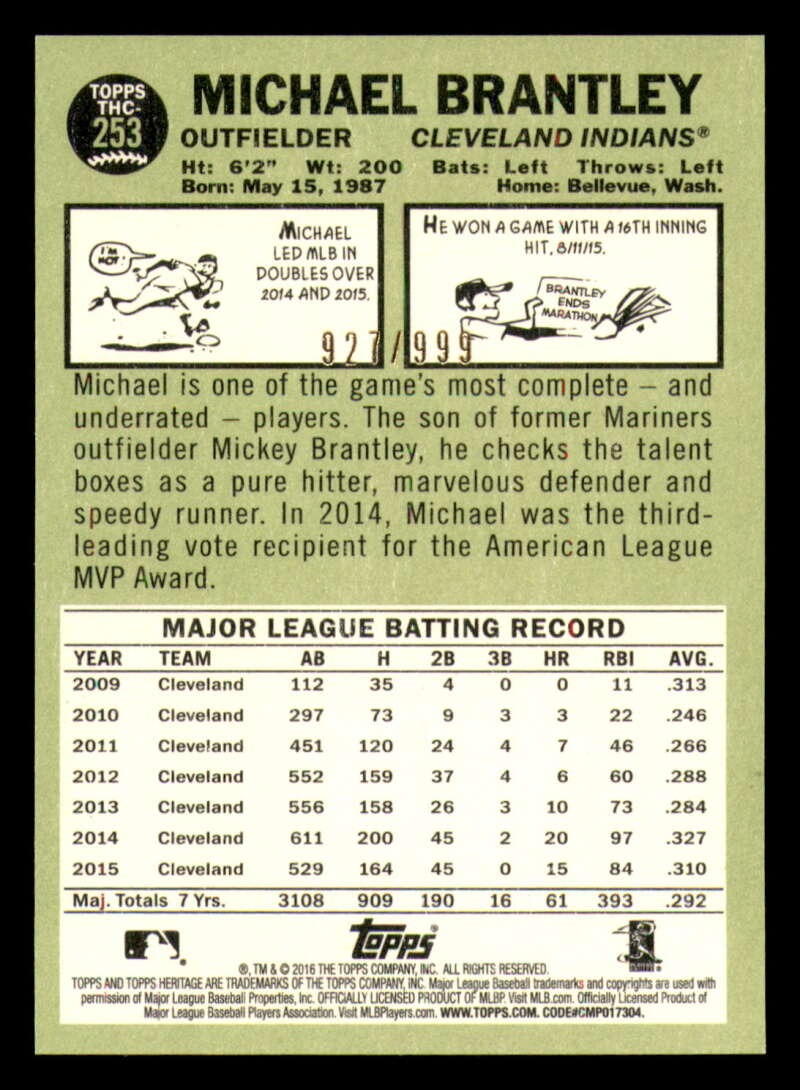 TOPPS
THC-
253
MICHAEL BRANTLEY
OUTFIELDER CLEVELAND INDIANS®
Ht: 6'2" Wt: 200 Bats: Left Throws: Left
Born: May 15, 1987 Home: Bellevue, Wash.
I'M
HOT!
MICHAEL
LED MLB IN
DOUBLES OVER
2014 AND 2015.
HE WON A GAME WITH A 16TH INNING
HIT, 8/11/15.
BRANTLEY
ENDS
MARATHON
927/999
Michael is one of the game's most complete – and
underrated – players. The son of former Mariners
outfielder Mickey Brantley, he checks the talent
boxes as a pure hitter, marvelous defender and
speedy runner. In 2014, Michael was the third-
leading vote recipient for the American League
MVP Award.
MAJOR LEAGUE BATTING RECORD
YEAR TEAM AB H 2B 3B HR RBI AVG.
2009 Cleveland 112 35 4 0 0 11 .313
2010 Cleveland 297 73 9 3 3 22 .246
2011 Cleveland 451 120 24 4 7 46 .266
2012 Cleveland 552 159 37 4 6 60 .288
2013 Cleveland 556 158 26 3 10 73 .284
2014 Cleveland 611 200 45 2 20 97 .327
2015 Cleveland 529 164 45 0 15 84 .310
Maj. Totals 7 Yrs. 3108 909 190 16 61 393 .292
topps®
®, TM & © 2016 THE TOPPS COMPANY, INC. ALL RIGHTS RESERVED.
TOPPS AND TOPPS HERITAGE ARE TRADEMARKS OF THE TOPPS COMPANY, INC. Major League Baseball trademarks and copyrights are used with
permission of Major League Baseball Properties, Inc. OFFICIALLY LICENSED PRODUCT OF MLBP. Visit MLB.com. Officially Licensed Product of
Major League Baseball Players Association. Visit MLBPlayers.com. WWW.TOPPS.COM. CODE#CMP017304.